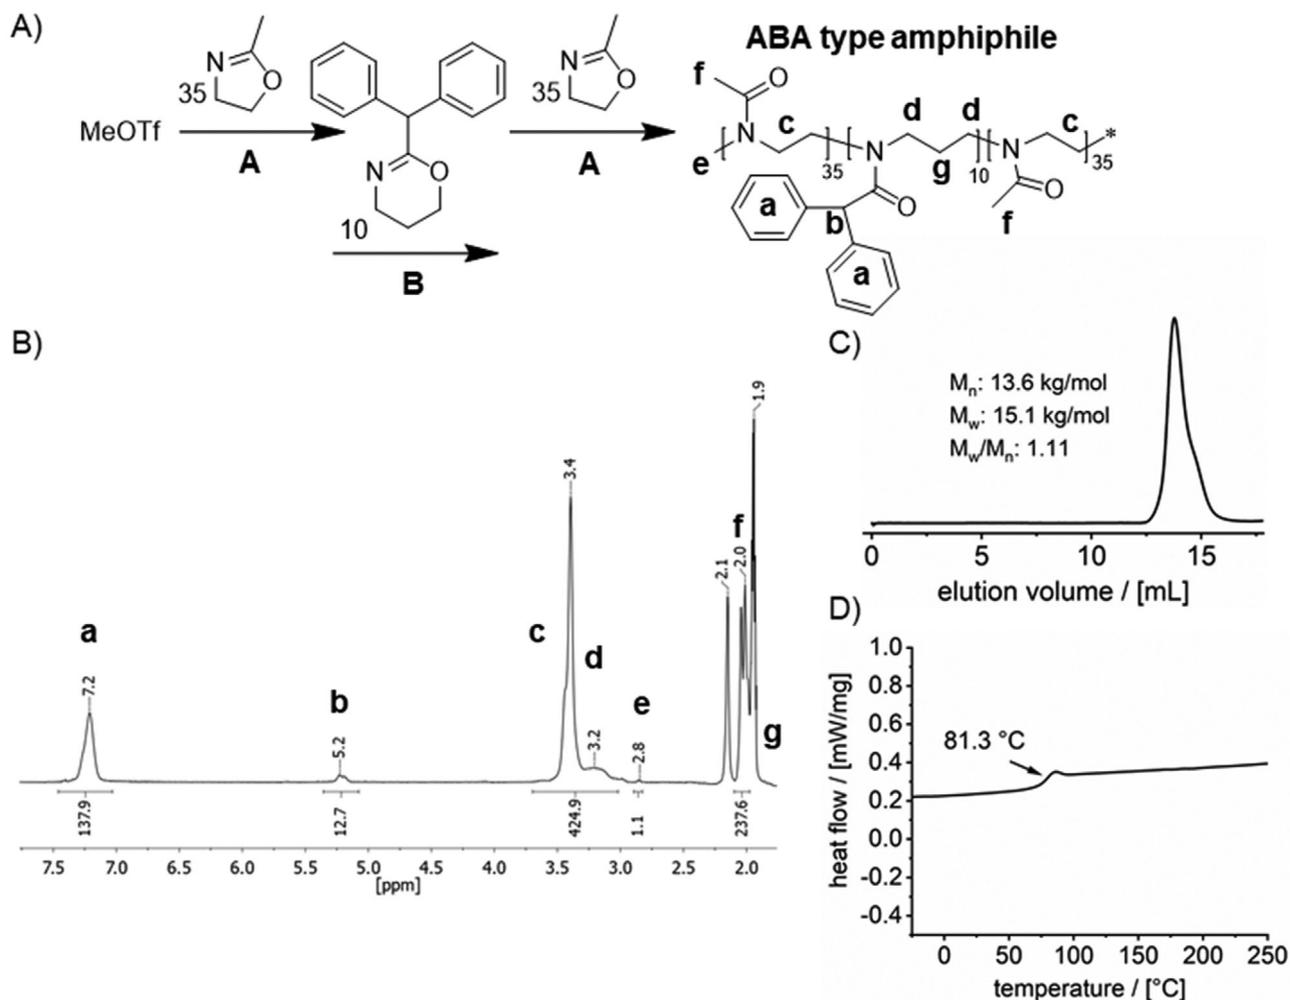 A)
ABA type amphiphile
N
O
35
MeOTf
A
N
O
10
B
N
O
35
A
f
O
N
c
e
35
N
d
g
d
10
O
b
a
a
N
c
35
*
O
f
B)
7.2
5.2
3.4
3.2
2.8
2.1
2.0
1.9
a
b
c
d
e
f
g
137.9
12.7
424.9
1.1
237.6
7.5 7.0 6.5 6.0 5.5 5.0 4.5 4.0 3.5 3.0 2.5 2.0
[ppm]
C)
Mn: 13.6 kg/mol
Mw: 15.1 kg/mol
Mw/Mn: 1.11
0 5 10 15
elution volume / [mL]
D)
heat flow / [mW/mg]
1.0
0.8
0.6
0.4
0.2
0.0
-0.2
-0.4
81.3 °C
0 50 100 150 200 250
temperature / [°C]